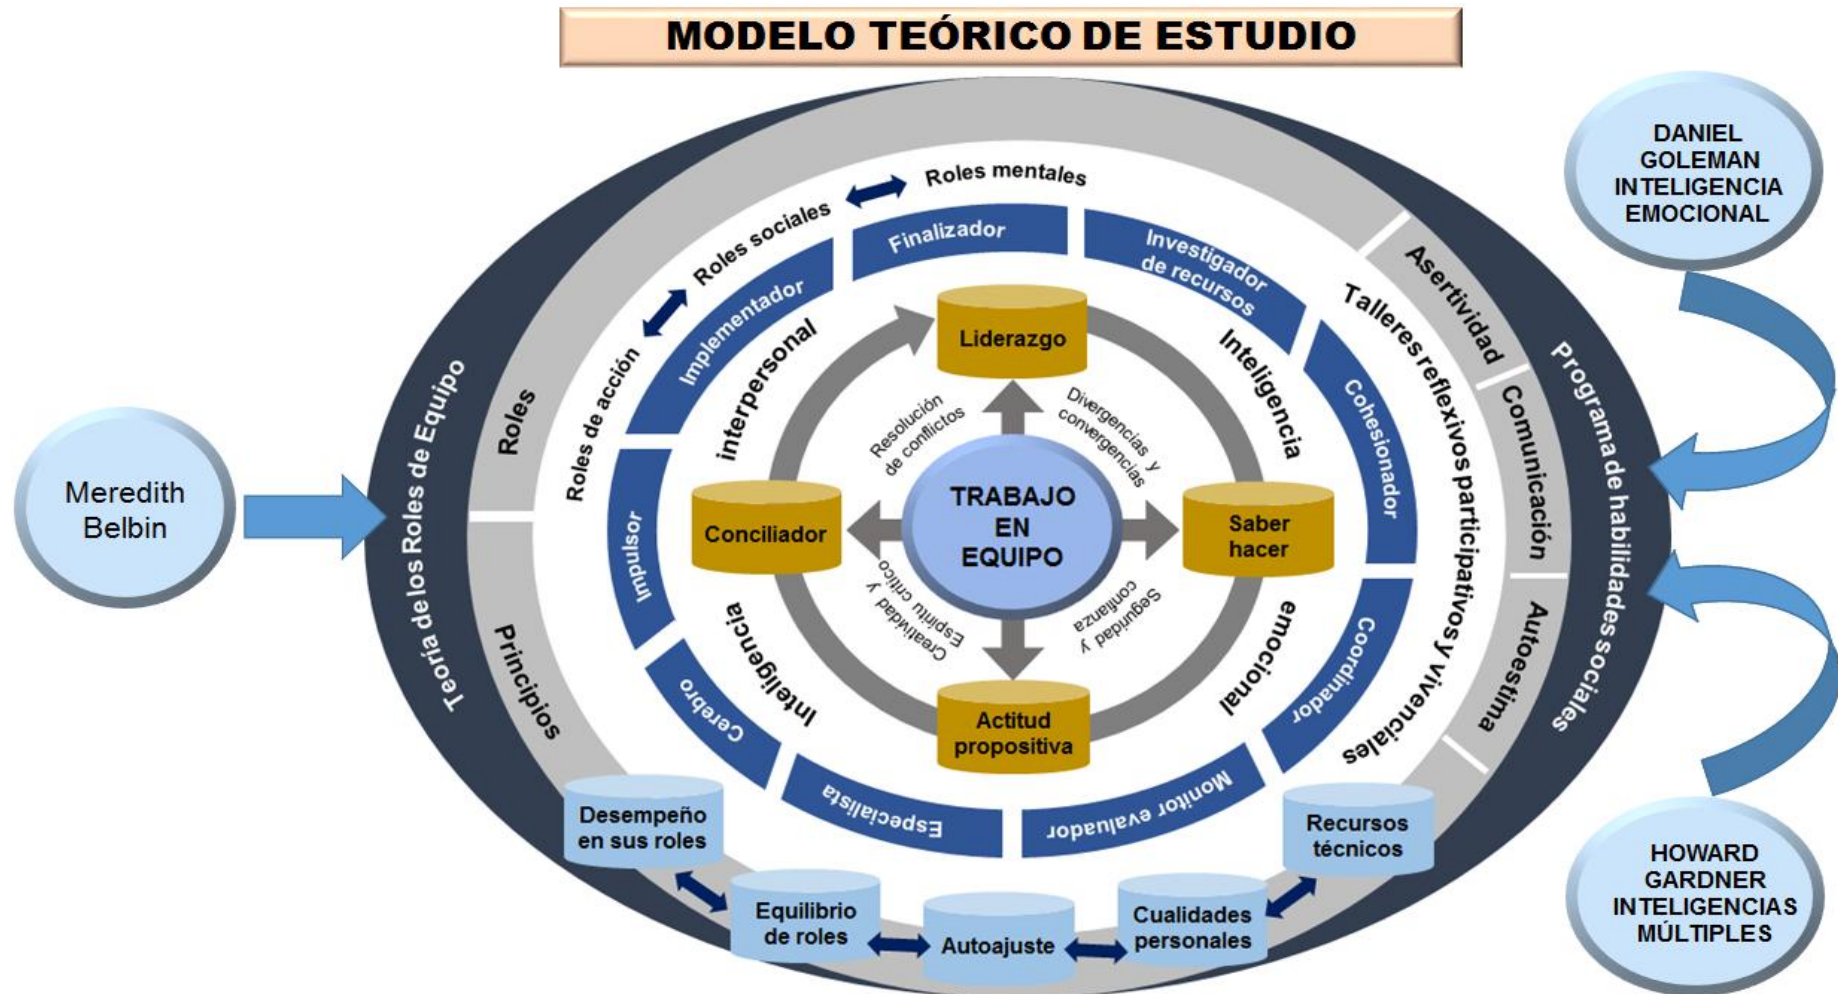 MODELO TEÓRICO DE ESTUDIO
Meredith
Belbin
Teoría de los Roles de Equipo
Roles
Principios
Roles de acción
Roles sociales
Roles mentales
Talleres reflexivos participativos y vivenciales
Asertividad
Comunicación
Autoestima
Programa de habilidades sociales
DANIEL
GOLEMAN
INTELIGENCIA
EMOCIONAL
HOWARD
GARDNER
INTELIGENCIAS
MÚLTIPLES
Impulsor
Implementador
Finalizador
Investigador
de recursos
Cohesionador
Coordinador
Monitor evaluador
Especialista
Cerebro
Inteligencia
interpersonal
Inteligencia
emocional
Liderazgo
Resolución
de conflictos
Divergencias y
convergencias
Conciliador
TRABAJO
EN
EQUIPO
Saber
hacer
Creatividad y
Espíritu crítico
Seguridad y
confianza
Actitud
propositiva
Desempeño
en sus roles
Equilibrio
de roles
Autoajuste
Cualidades
personales
Recursos
técnicos